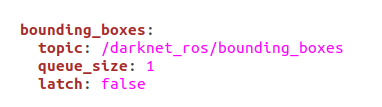 bounding_boxes:
  topic: /darknet_ros/bounding_boxes
  queue_size: 1
  latch: false